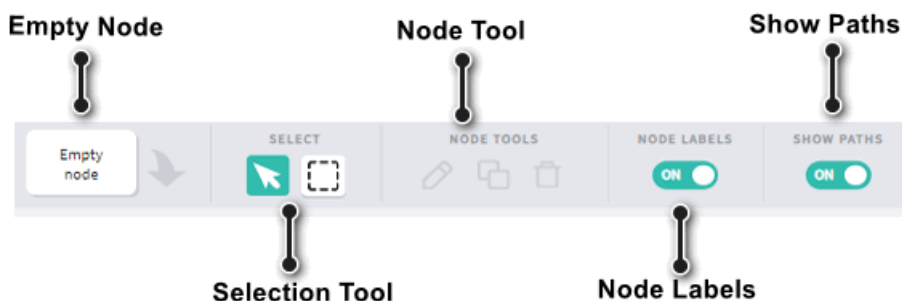 Empty Node
Node Tool
Show Paths
SELECT
NODE TOOLS
NODE LABELS
SHOW PATHS
Empty
node
ON
ON
Selection Tool
Node Labels